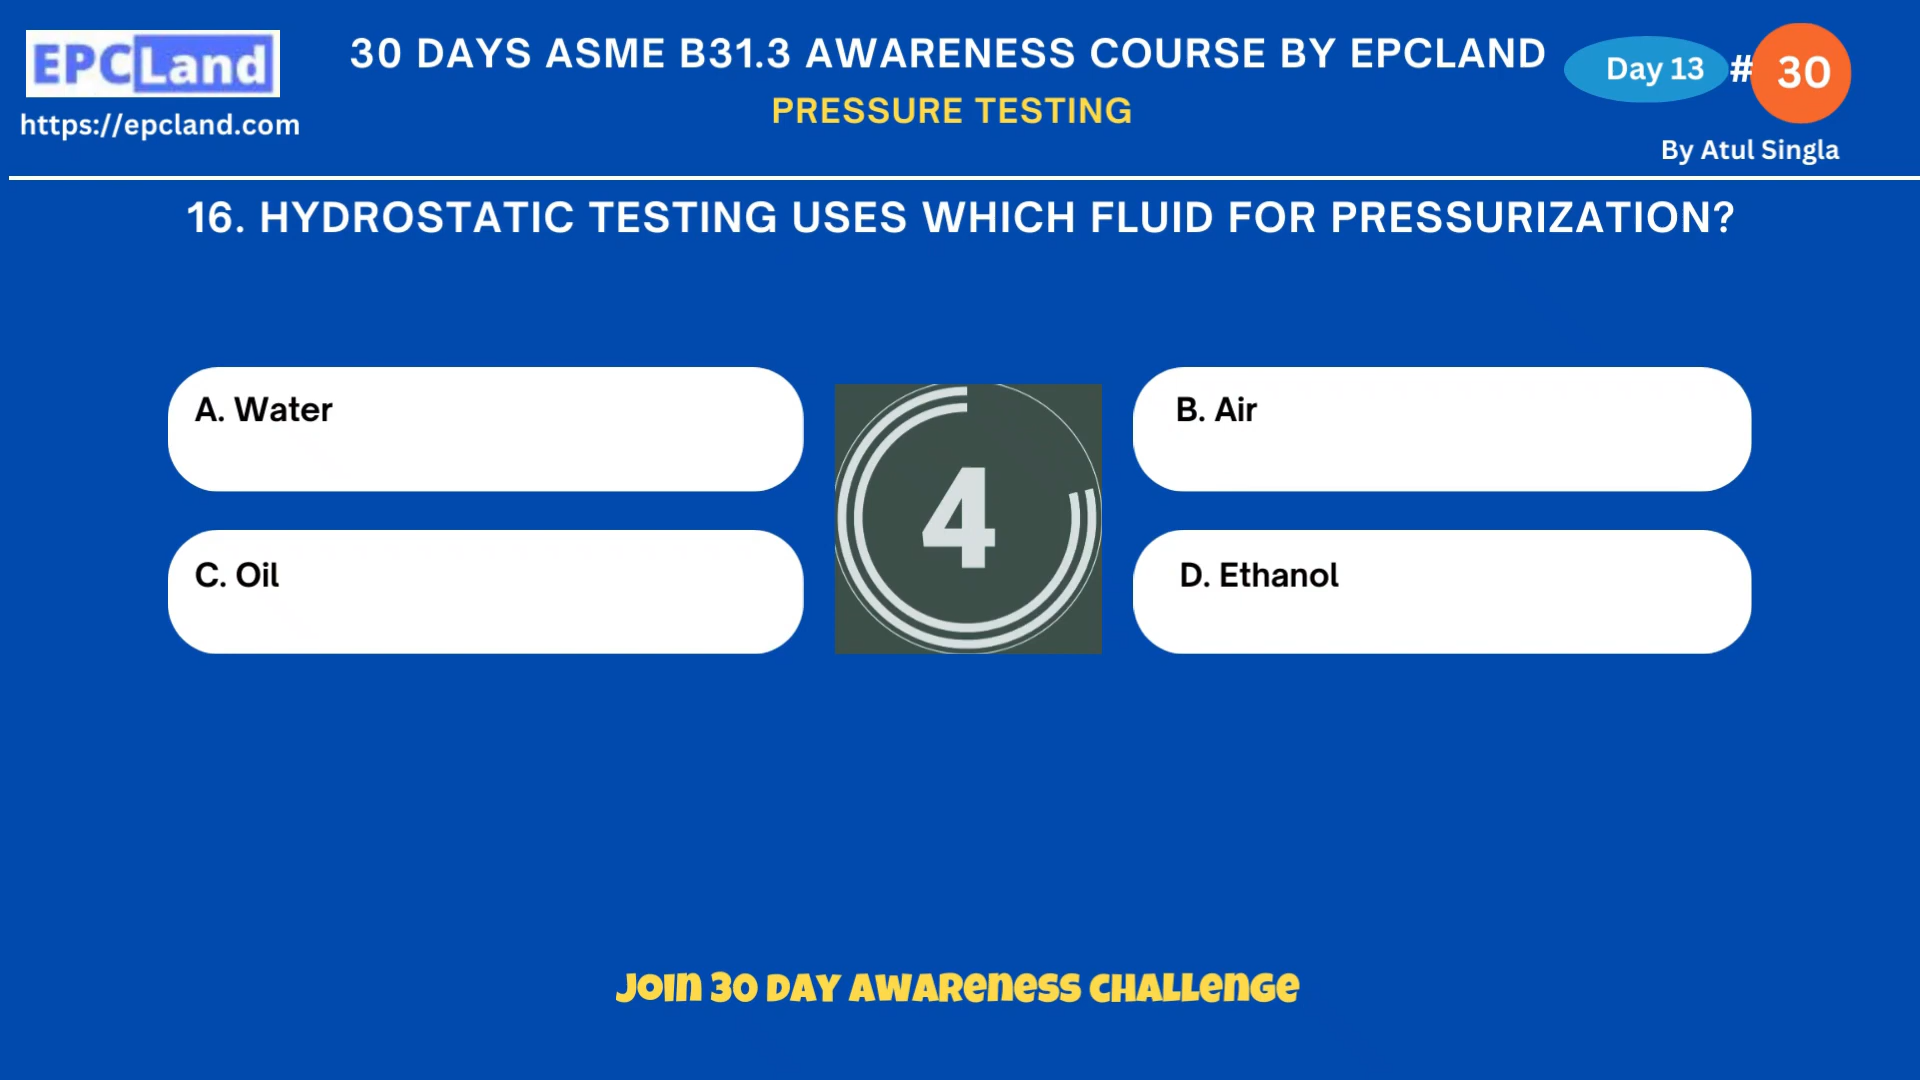 EPCLand
https://epcland.com
30 DAYS ASME B31.3 AWARENESS COURSE BY EPCLAND
PRESSURE TESTING
Day 13 # 30
By Atul Singla
16. HYDROSTATIC TESTING USES WHICH FLUID FOR PRESSURIZATION?
A. Water
B. Air
4
C. Oil
D. Ethanol
Join 30 Day Awareness Challenge